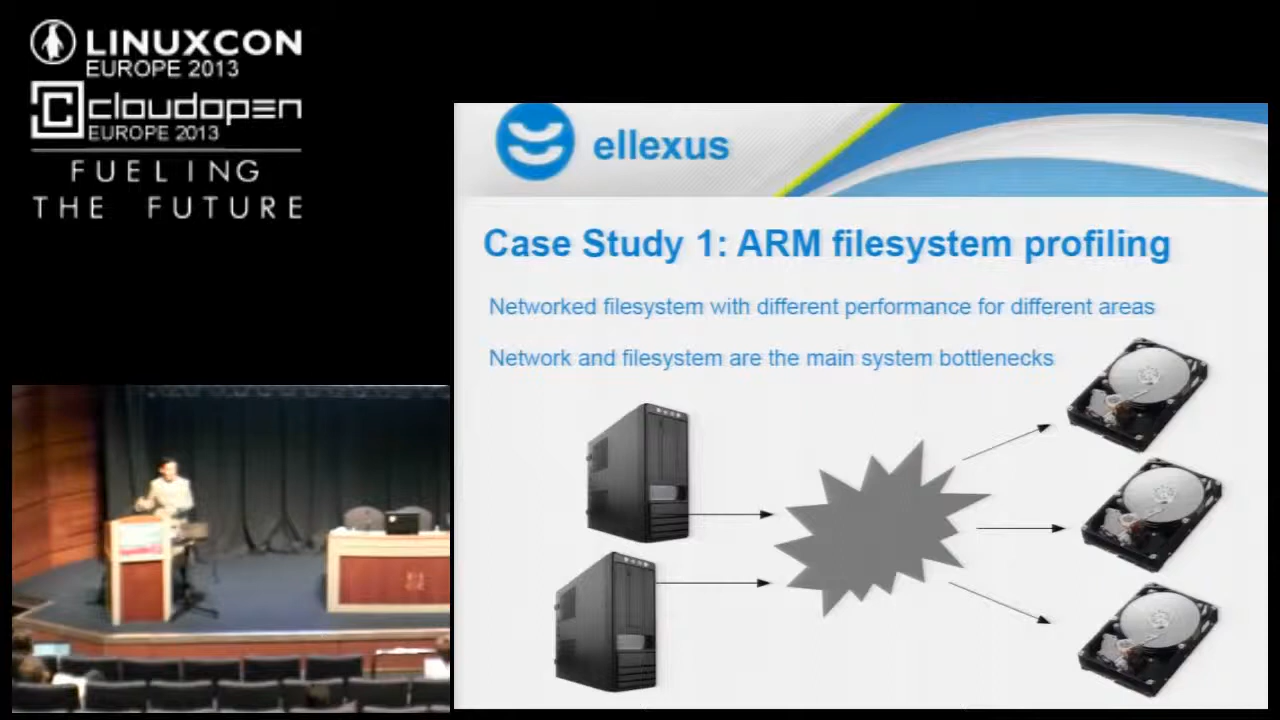 LINUXCON
EUROPE 2013
cloudopen
EUROPE 2013
FUELING
THE FUTURE
ellexus
Case Study 1: ARM filesystem profiling
Networked filesystem with different performance for different areas
Network and filesystem are the main system bottlenecks